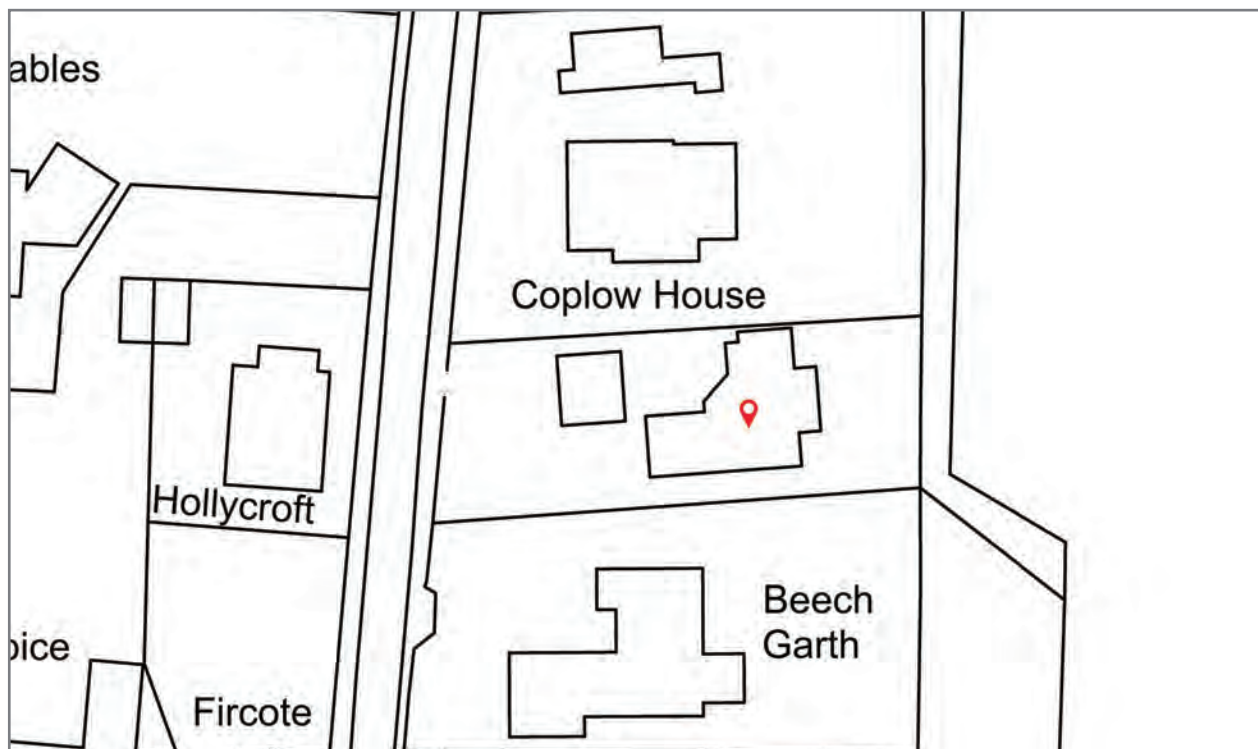 ables
Coplow House
Hollycroft
Beech
Garth
oice
Fircote